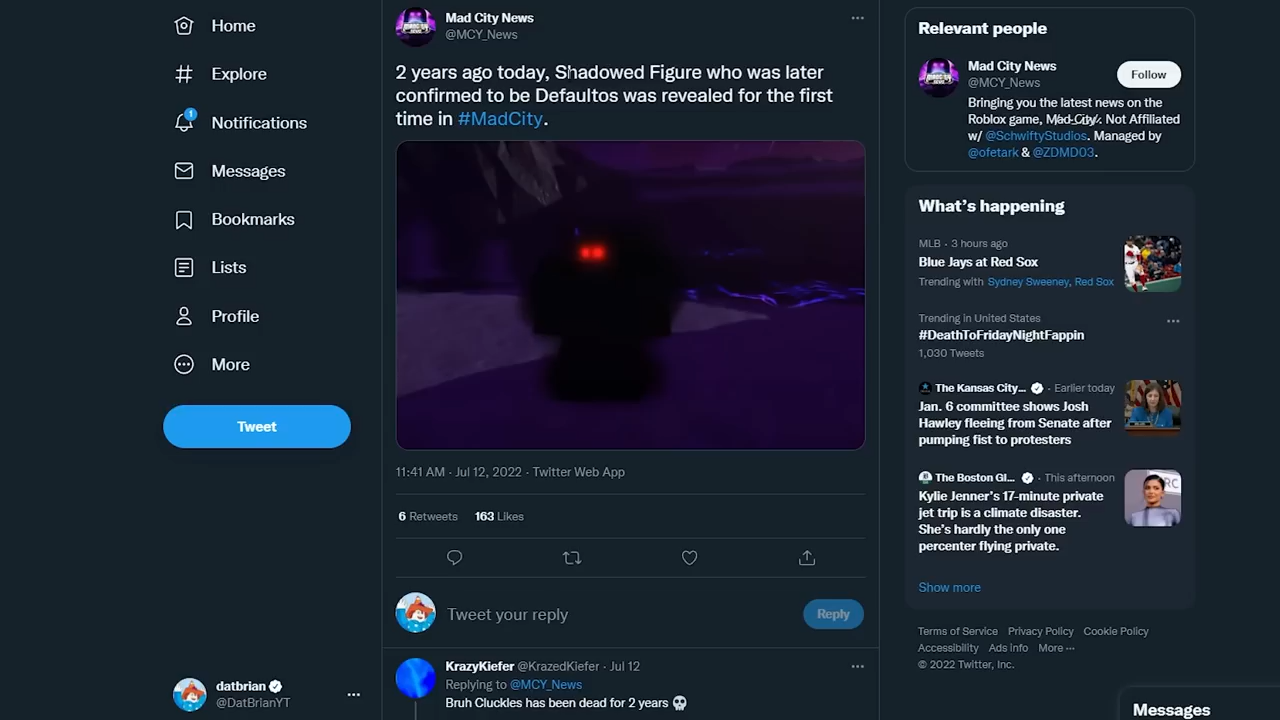 Home
Explore
1
Notifications
Messages
Bookmarks
Lists
Profile
More
Tweet
datbrian
@DatBrianYT
Mad City News
@MCY_News
2 years ago today, Shadowed Figure who was later
confirmed to be Defaultos was revealed for the first
time in #MadCity.
11:41 AM · Jul 12, 2022 · Twitter Web App
6 Retweets 163 Likes
Tweet your reply
Reply
KrazyKiefer @KrazedKiefer · Jul 12
Replying to @MCY_News
Bruh Cluckles has been dead for 2 years 💀
Relevant people
Mad City News
@MCY_News
Follow
Bringing you the latest news on the
Roblox game, Mad City. Not Affiliated
w/ @SchwiftyStudios. Managed by
@ofetark & @ZDMD03.
What's happening
MLB · 3 hours ago
Blue Jays at Red Sox
Trending with Sydney Sweeney, Red Sox
Trending in United States
#DeathToFridayNightFappin
1,030 Tweets
The Kansas City... · Earlier today
Jan. 6 committee shows Josh
Hawley fleeing from Senate after
pumping fist to protesters
The Boston Gl... · This afternoon
Kylie Jenner's 17-minute private
jet trip is a climate disaster.
She's hardly the only one
percenter flying private.
Show more
Terms of Service Privacy Policy Cookie Policy
Accessibility Ads info More ···
© 2022 Twitter, Inc.
Messages